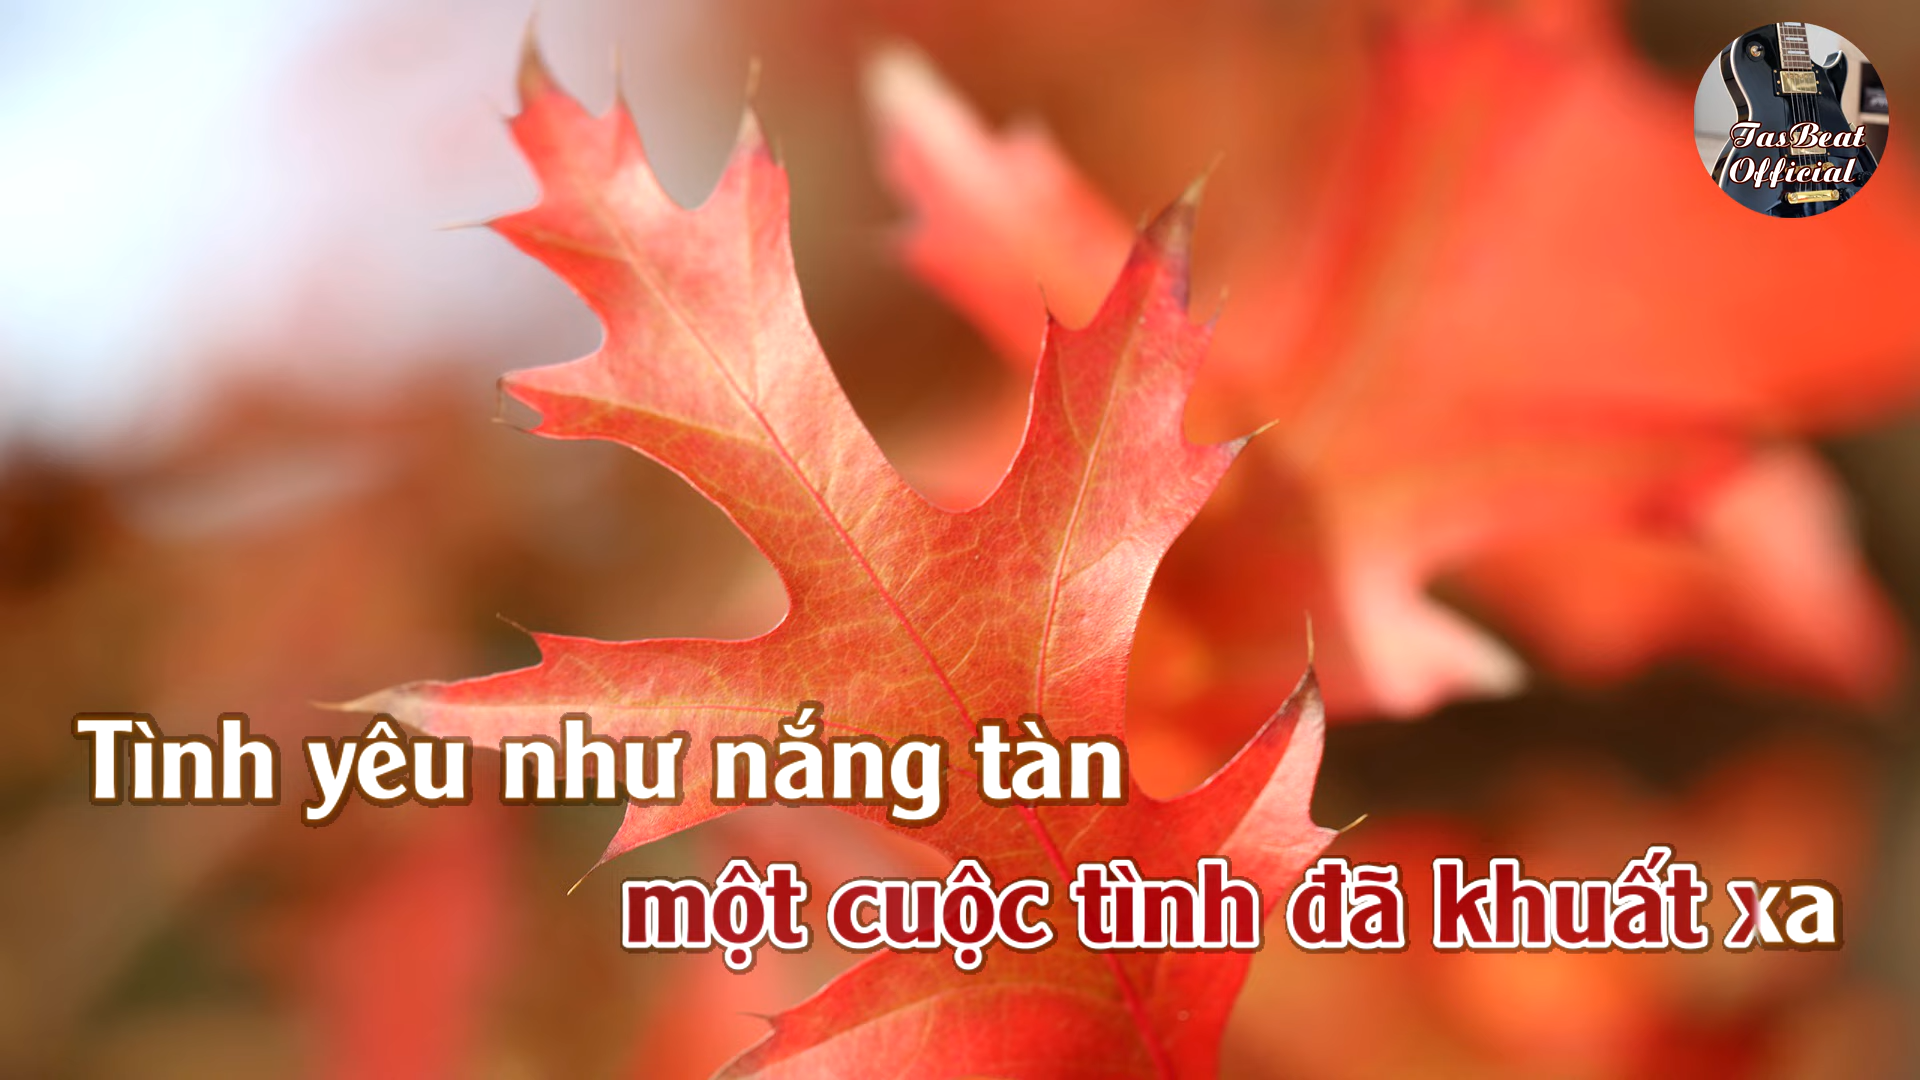 TasBeat
Official
Tình yêu như nắng tàn
một cuộc tình đã khuất xa